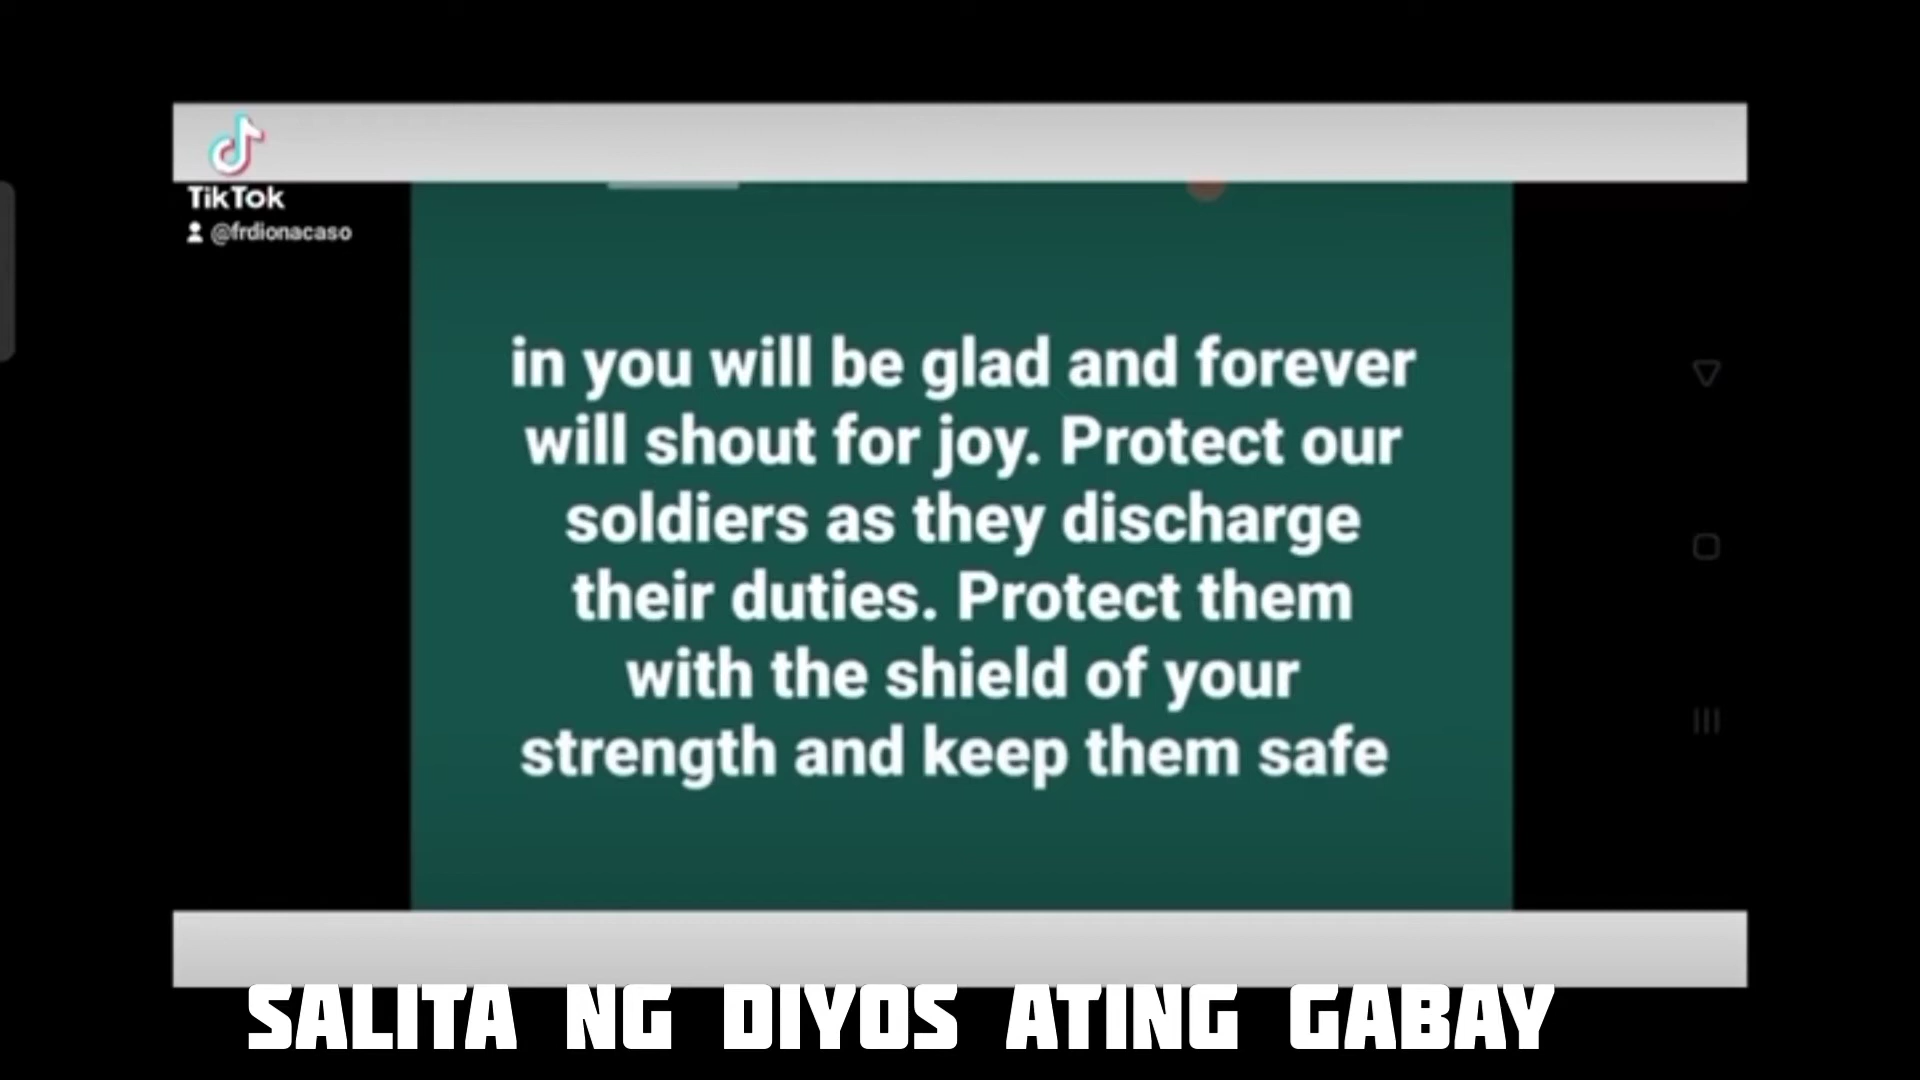 TikTok
@frdionacaso
in you will be glad and forever
will shout for joy. Protect our
soldiers as they discharge
their duties. Protect them
with the shield of your
strength and keep them safe
SALITA NG DIYOS ATING GABAY